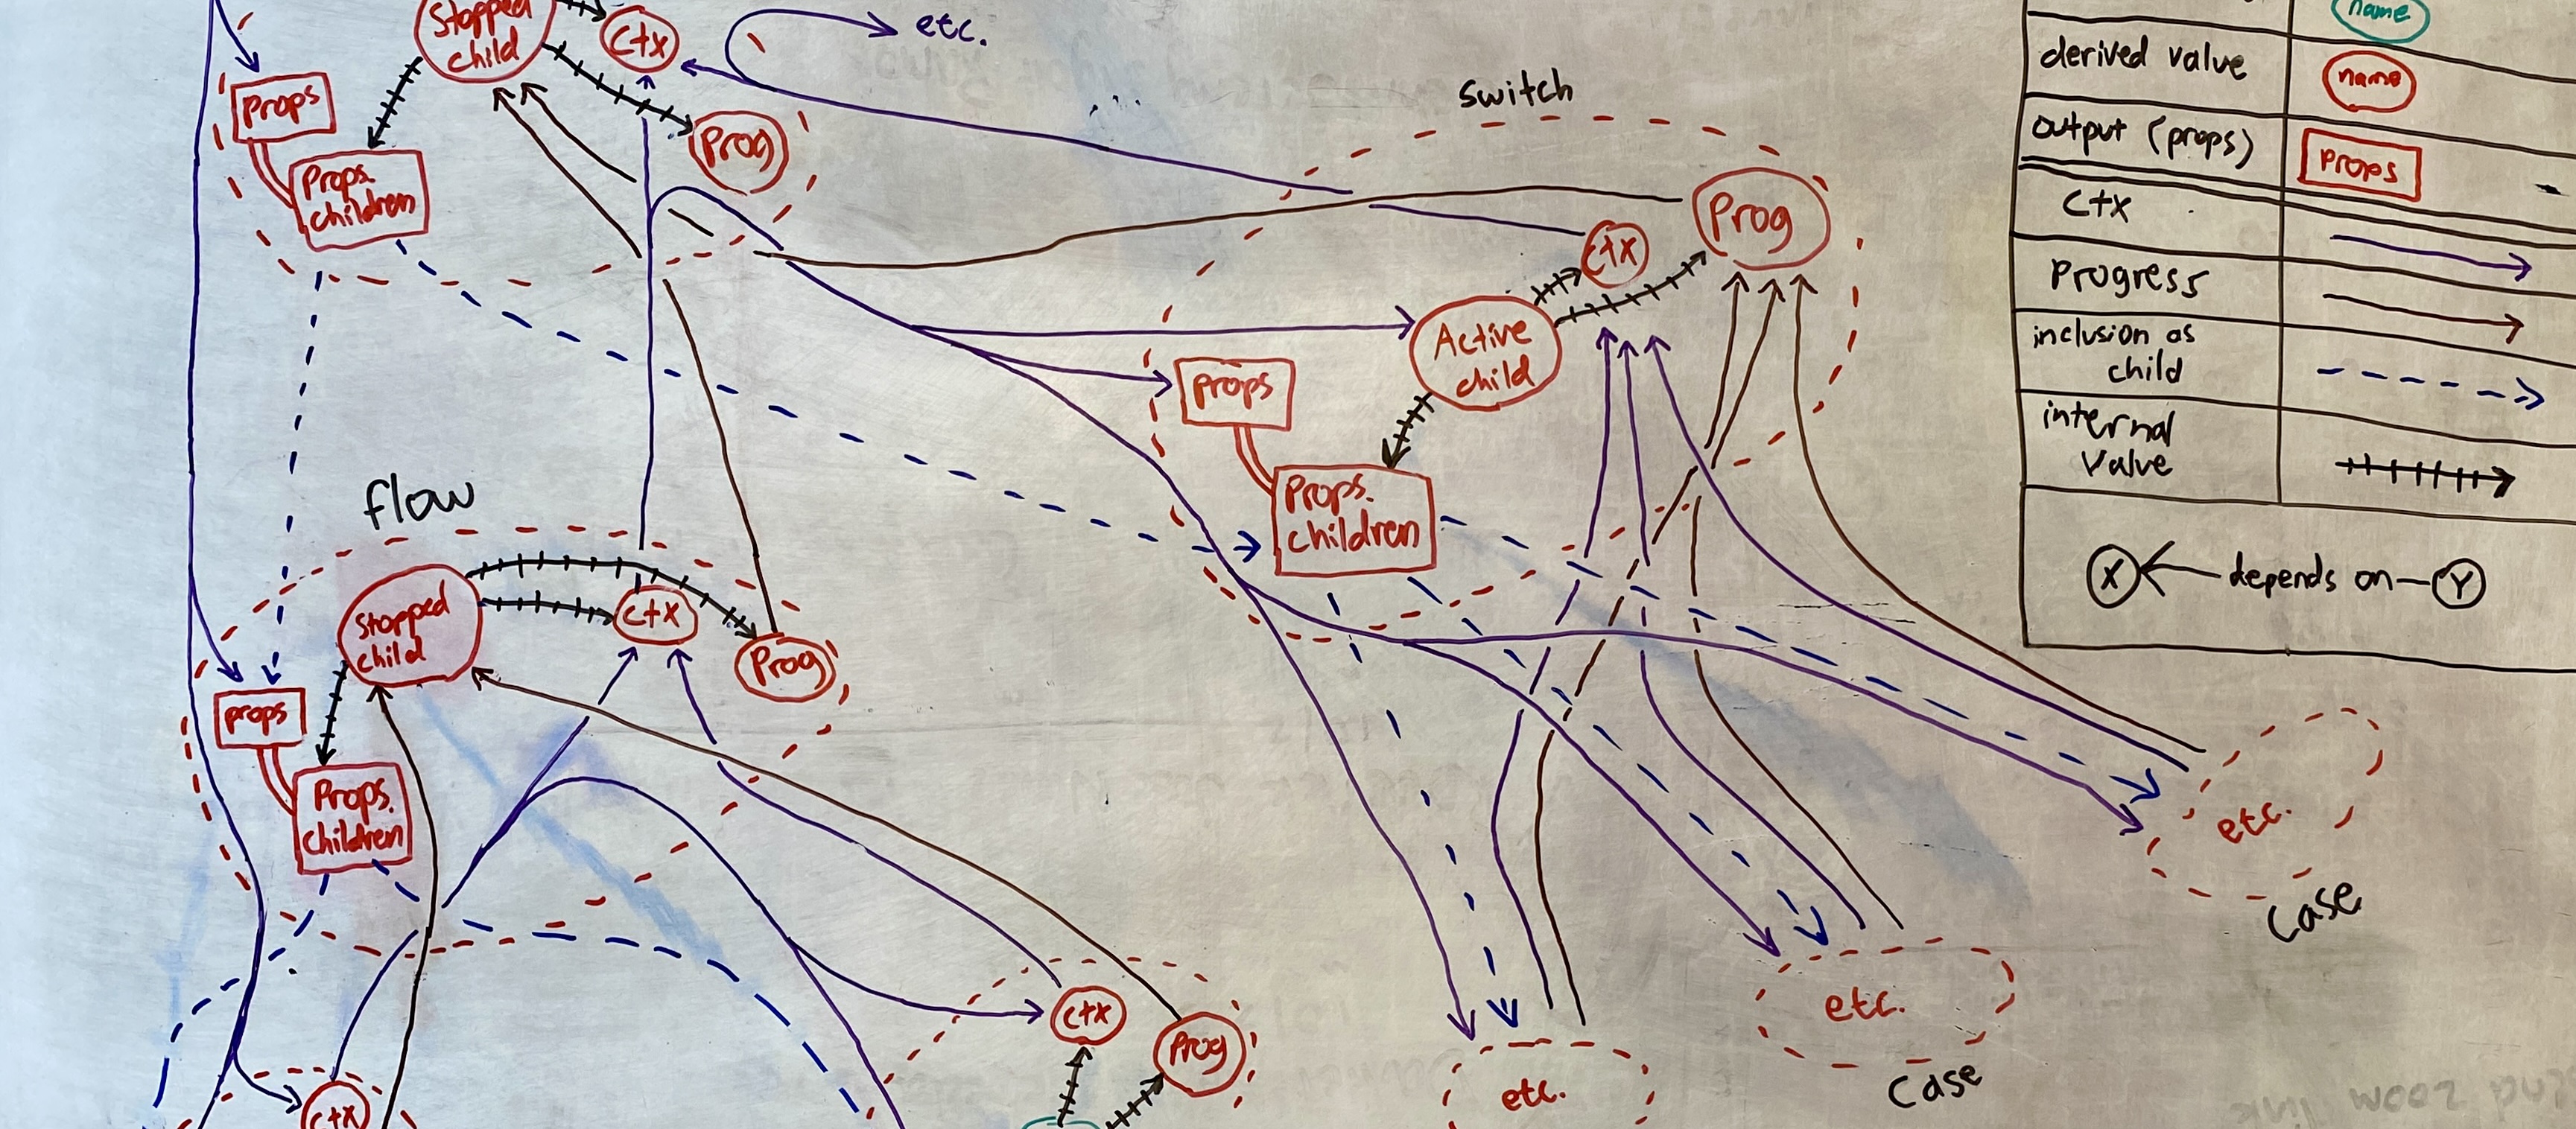 Stopped
child
ctx
etc.
props
Props.
children
Prog
switch
ctx
Prog
Active
child
props
Props.
children
flow
Stopped
child
ctx
Prog
props
Props.
children
ctx
ctx
Prog
etc.
etc.
Case
etc.
Case
name
derived value
name
output (props)
props
Ctx
Progress
inclusion as
child
internal
Value
X depends on Y